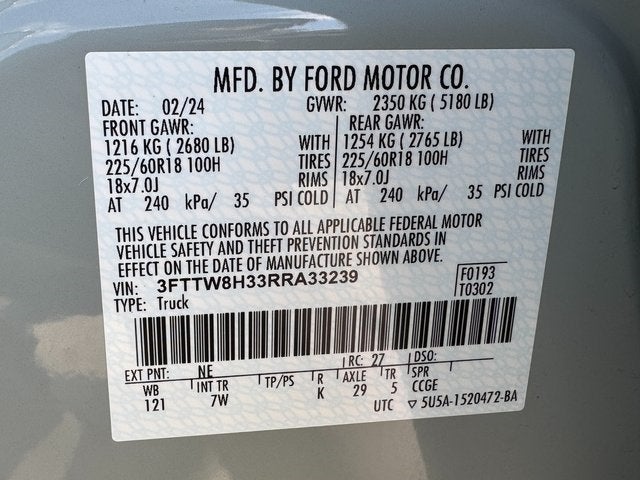 MFD. BY FORD MOTOR CO.
DATE: 02/24 GVWR: 2350 KG ( 5180 LB)
FRONT GAWR: REAR GAWR:
1216 KG ( 2680 LB) WITH 1254 KG ( 2765 LB) WITH
225/60R18 100H TIRES 225/60R18 100H TIRES
18x7.0J RIMS 18x7.0J RIMS
AT 240 kPa/ 35 PSI COLD AT 240 kPa/ 35 PSI COLD
THIS VEHICLE CONFORMS TO ALL APPLICABLE FEDERAL MOTOR
VEHICLE SAFETY AND THEFT PREVENTION STANDARDS IN
EFFECT ON THE DATE OF MANUFACTURE SHOWN ABOVE.
VIN: 3FTTW8H33RRA33239 F0193
TYPE: Truck T0302
EXT PNT: NE RC: 27 DSO:
WB INT TR TP/PS R AXLE TR SPR
121 7W K 29 5 CCGE
UTC ▽ 5U5A-1520472-BA